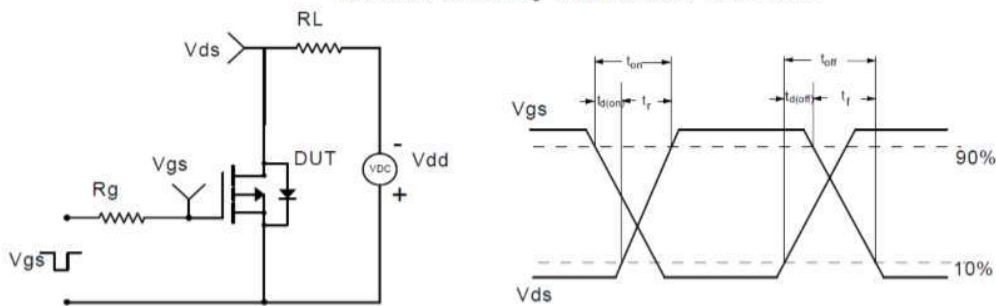 RL
Vds
ton
toff
td(on)
tr
td(off)
tf
Vgs
90%
10%
Vds
Vgs
DUT
VDC
-
+
Vdd
Rg
Vgs